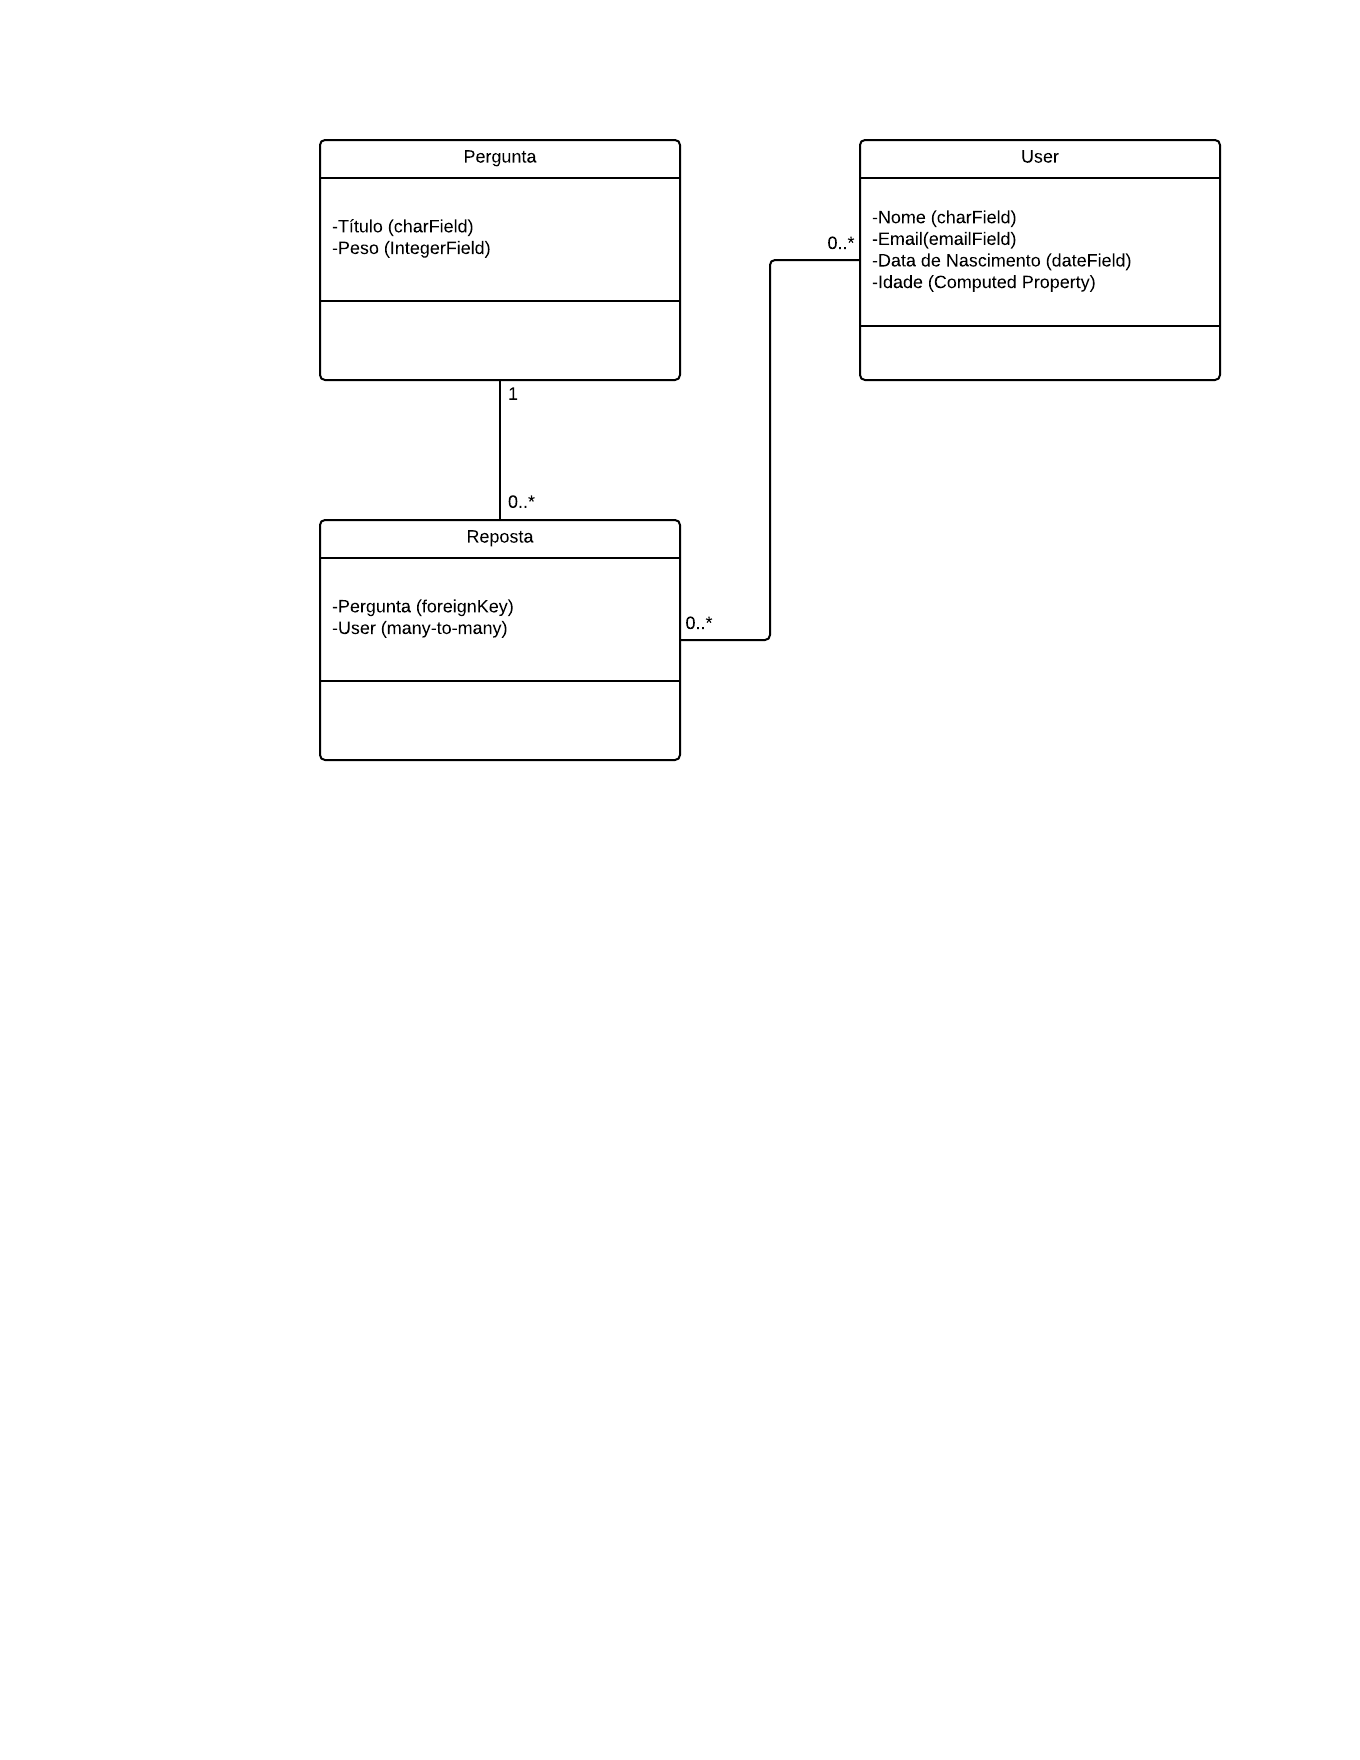 Pergunta
-Título (charField)
-Peso (IntegerField)
1
0..*
Reposta
-Pergunta (foreignKey)
-User (many-to-many)
0..*
0..*
User
-Nome (charField)
-Email(emailField)
-Data de Nascimento (dateField)
-Idade (Computed Property)